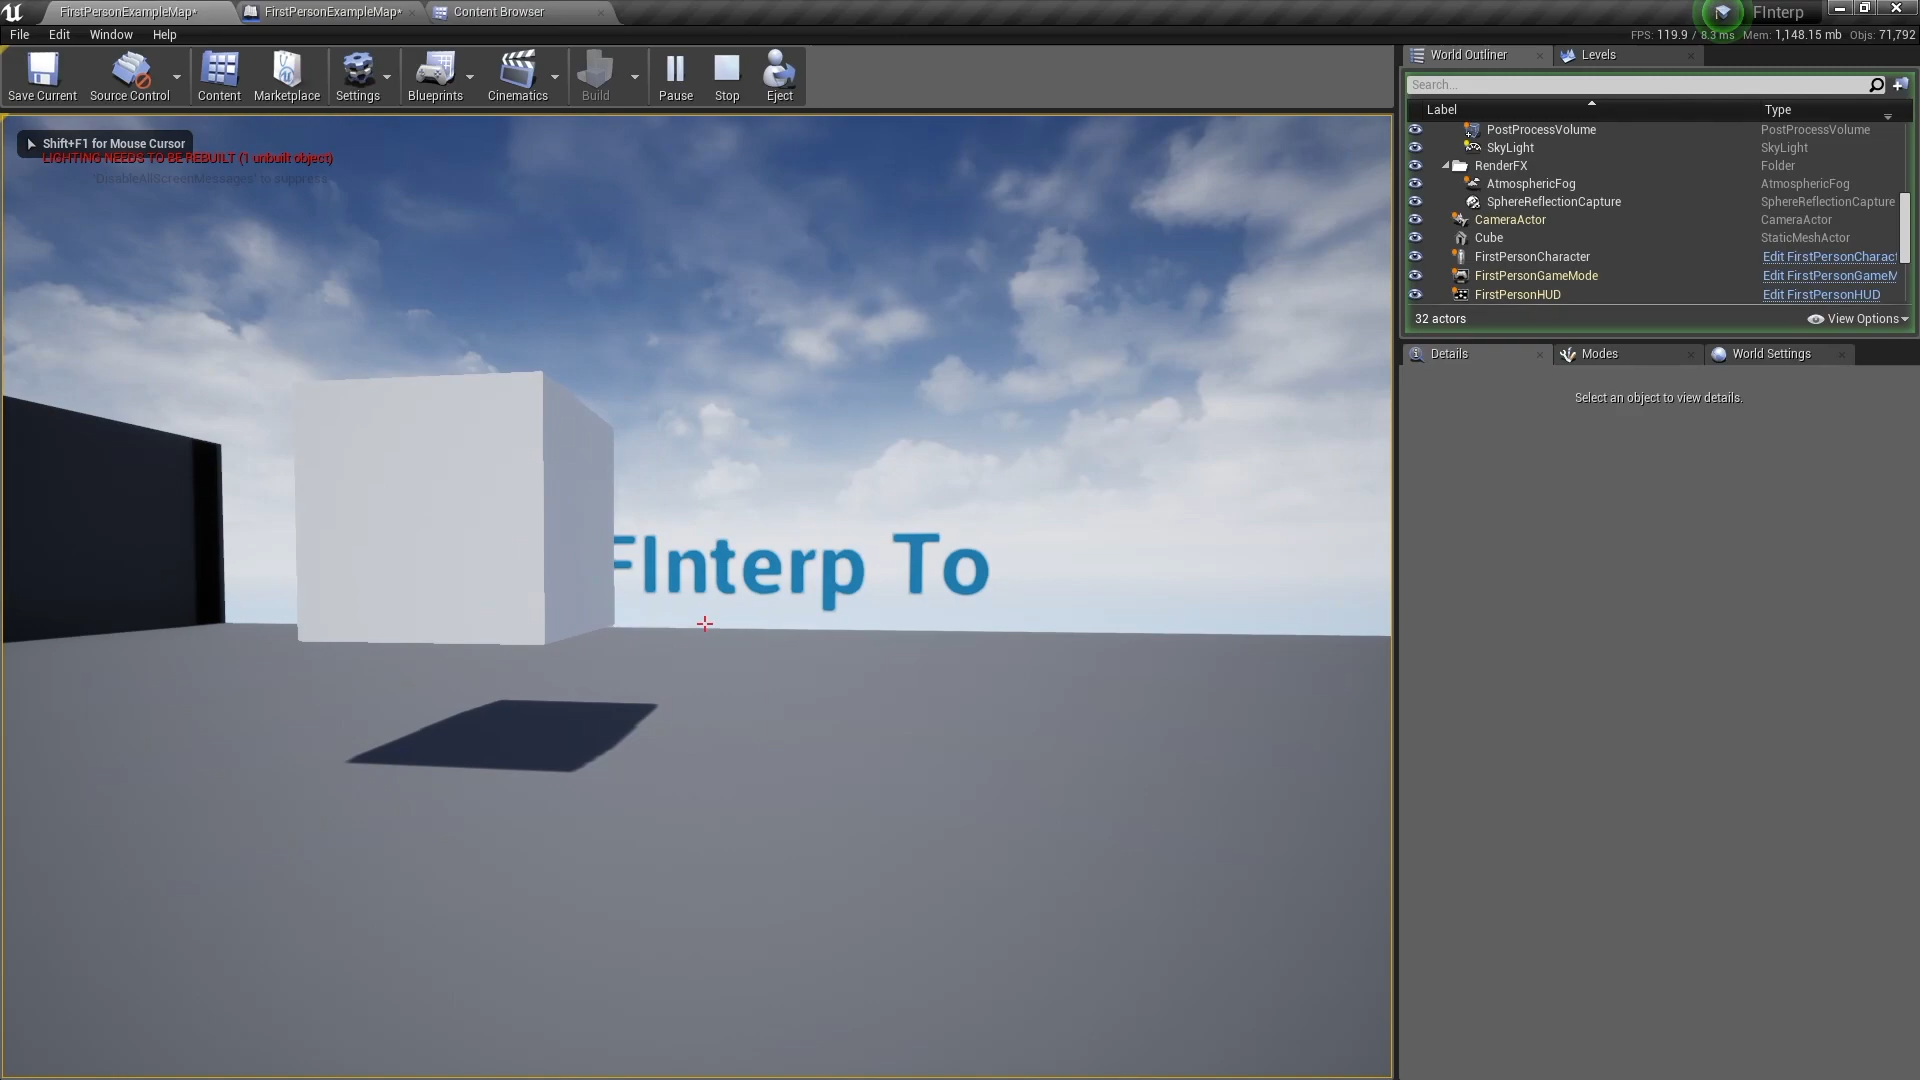 FirstPersonExampleMap*
FirstPersonExampleMap*
Content Browser
FInterp
File
Edit
Window
Help
FPS: 119.9 / 8.3 ms Mem: 1,148.15 mb Objs: 71,792
Save Current
Source Control
Content
Marketplace
Settings
Blueprints
Cinematics
Build
Pause
Stop
Eject
Shift+F1 for Mouse Cursor
LIGHTING NEEDS TO BE REBUILT (1 unbuilt object)
'DisableAllScreenMessages' to suppress
FInterp To
World Outliner
Levels
Search...
Label Type
PostProcessVolume PostProcessVolume
SkyLight SkyLight
RenderFX Folder
AtmosphericFog AtmosphericFog
SphereReflectionCapture SphereReflectionCapture
CameraActor CameraActor
Cube StaticMeshActor
FirstPersonCharacter Edit FirstPersonCharact
FirstPersonGameMode Edit FirstPersonGameM
FirstPersonHUD Edit FirstPersonHUD
32 actors
View Options
Details
Modes
World Settings
Select an object to view details.